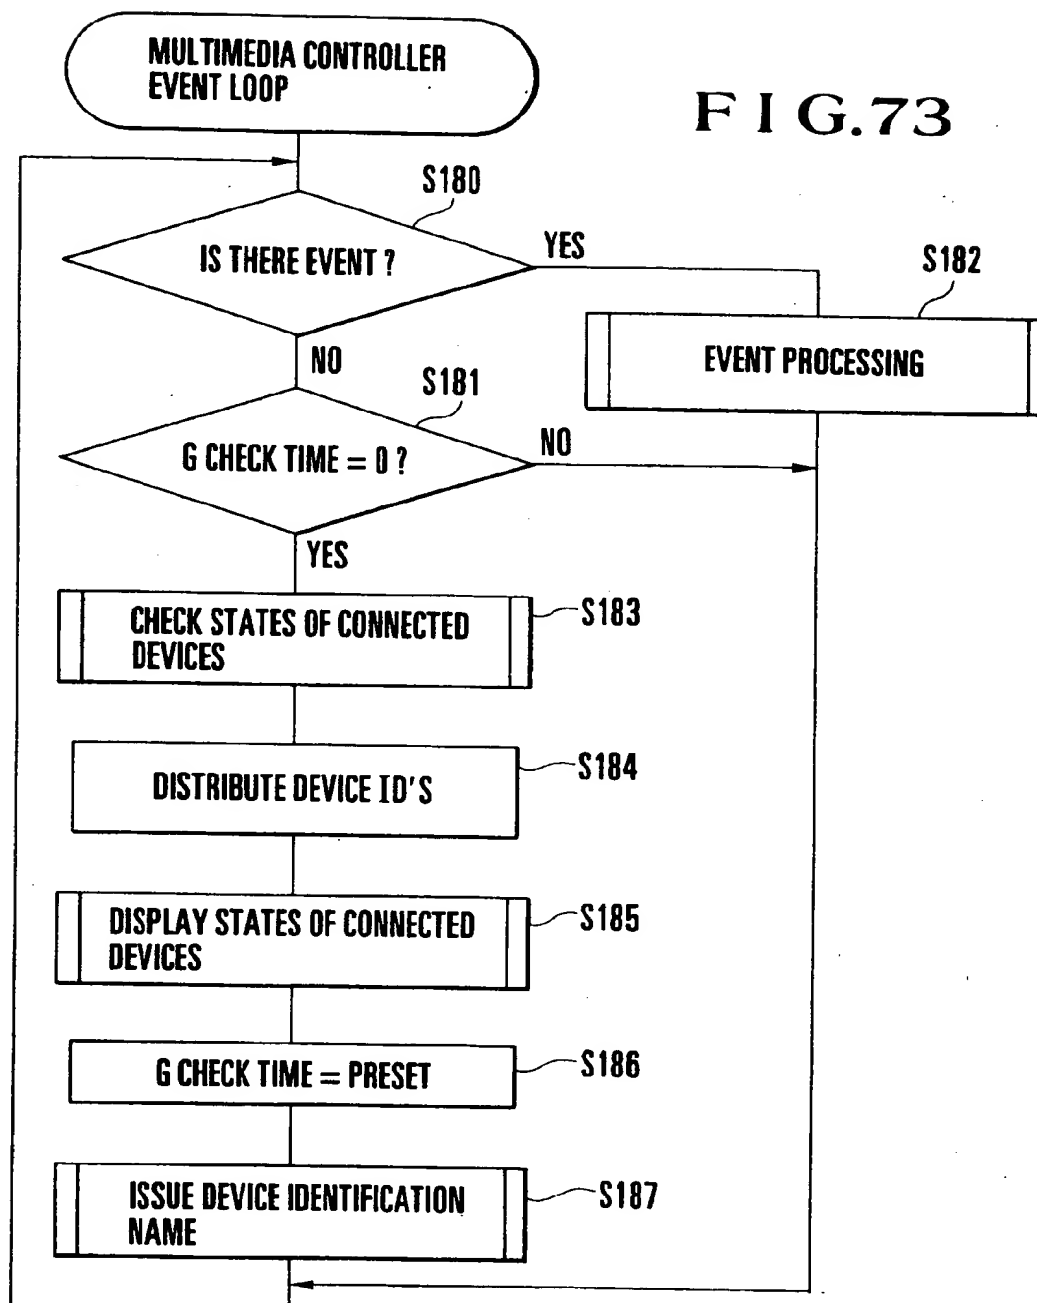 MULTIMEDIA CONTROLLER
EVENT LOOP
FIG.73
S180
IS THERE EVENT ?
YES
S182
EVENT PROCESSING
NO
S181
G CHECK TIME = 0 ?
NO
YES
CHECK STATES OF CONNECTED
DEVICES
S183
DISTRIBUTE DEVICE ID'S
S184
DISPLAY STATES OF CONNECTED
DEVICES
S185
G CHECK TIME = PRESET
S186
ISSUE DEVICE IDENTIFICATION
NAME
S187